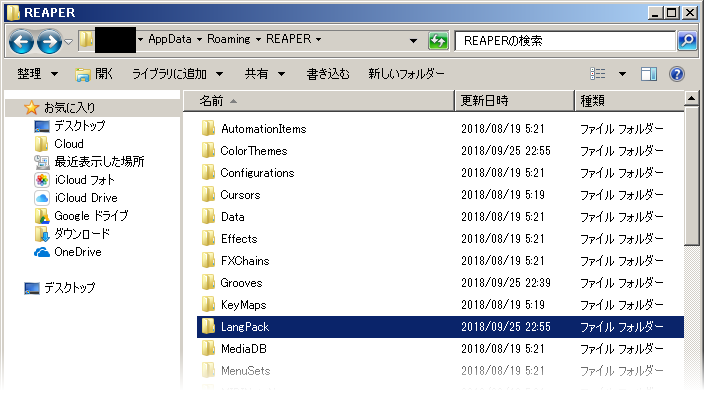 REAPER
AppData ▸ Roaming ▸ REAPER ▸
REAPERの検索
整理 ▼ 開く ライブラリに追加 ▼ 共有 ▼ 書き込む 新しいフォルダー
お気に入り
デスクトップ
Cloud
最近表示した場所
iCloud フォト
iCloud Drive
Google ドライブ
ダウンロード
OneDrive
デスクトップ
名前 更新日時 種類
AutomationItems 2018/08/19 5:21 ファイル フォルダー
ColorThemes 2018/09/25 22:55 ファイル フォルダー
Configurations 2018/08/19 5:21 ファイル フォルダー
Cursors 2018/08/19 5:19 ファイル フォルダー
Data 2018/08/19 5:21 ファイル フォルダー
Effects 2018/08/19 5:21 ファイル フォルダー
FXChains 2018/08/19 5:21 ファイル フォルダー
Grooves 2018/09/25 22:39 ファイル フォルダー
KeyMaps 2018/08/19 5:19 ファイル フォルダー
LangPack 2018/09/25 22:55 ファイル フォルダー
MediaDB 2018/08/19 5:21 ファイル フォルダー
MenuSets 2018/08/19 5:21 ファイル フォルダー